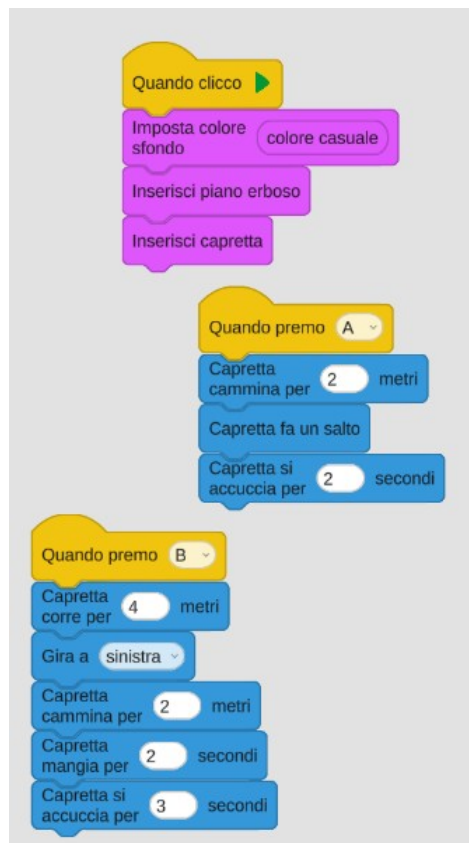 Quando clicco
Imposta colore
sfondo
colore casuale
Inserisci piano erboso
Inserisci capretta
Quando premo A
Capretta
cammina per 2 metri
Capretta fa un salto
Capretta si
accuccia per 2 secondi
Quando premo B
Capretta
corre per 4 metri
Gira a sinistra
Capretta
cammina per 2 metri
Capretta
mangia per 2 secondi
Capretta si
accuccia per 3 secondi